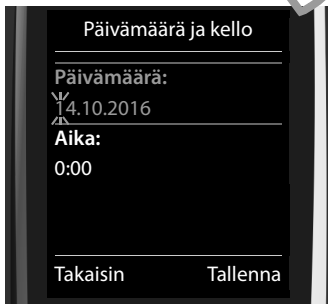 Päivämäärä ja kello
Päivämäärä:
14.10.2016
Aika:
0:00
Takaisin Tallenna